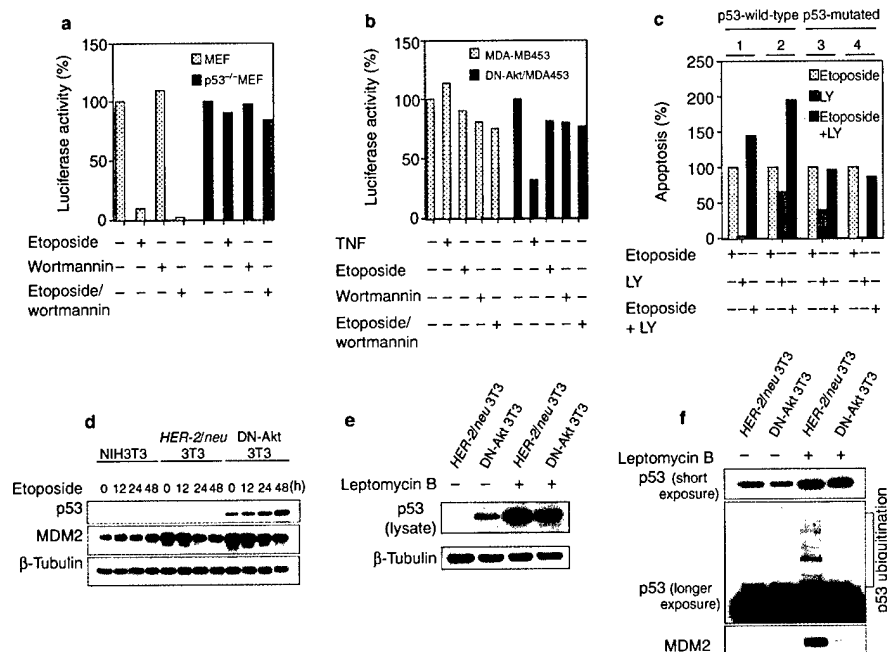 a
Luciferase activity (%)
150
100
50
0
MEF
p53-/-MEF
Etoposide – + – – – + – –
Wortmannin – – + – – – + –
Etoposide/
wortmannin – – – + – – – +
b
Luciferase activity (%)
150
100
50
0
MDA-MB453
DN-Akt/MDA453
TNF – + – – – – + – – –
Etoposide – – + – – – – + – –
Wortmannin – – – + – – – – + –
Etoposide/
wortmannin – – – – + – – – – +
c
p53-wild-type p53-mutated
1 2 3 4
Apoptosis (%)
250
200
150
100
50
0
Etoposide
LY
Etoposide
+LY
Etoposide +–– +–– +–– +––
LY –+– –+– –+– –+–
Etoposide
+ LY ––+ ––+ ––+ ––+
d
NIH3T3
HER-2/neu
3T3
DN-Akt
3T3
Etoposide 0 12 24 48 0 12 24 48 0 12 24 48(h)
p53
MDM2
β-Tubulin
e
HER-2/neu 3T3
DN-Akt 3T3
HER-2/neu 3T3
DN-Akt 3T3
Leptomycin B – – + +
p53
(lysate)
β-Tubulin
f
HER-2/neu 3T3
DN-Akt 3T3
HER-2/neu 3T3
DN-Akt 3T3
Leptomycin B – – + +
p53 (short
exposure)
p53 (longer
exposure)
p53 ubiquitination
MDM2